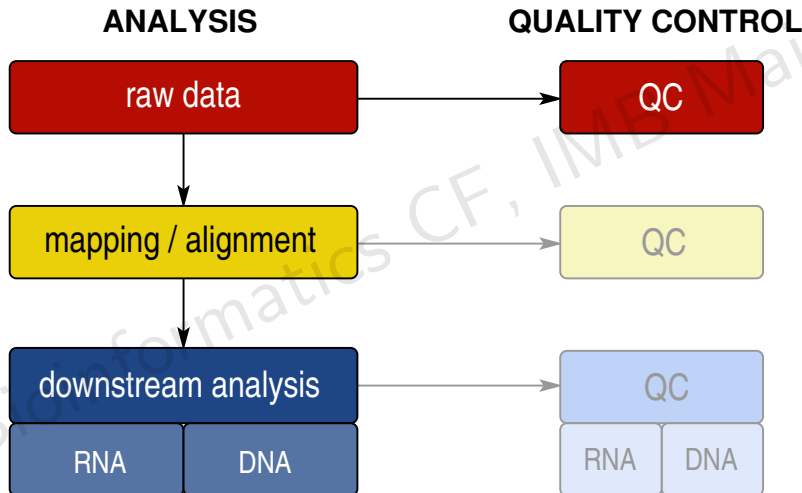 ANALYSIS QUALITY CONTROL
raw data QC
mapping / alignment QC
downstream analysis QC
RNA DNA RNA DNA
Bioinformatics CF, IMB